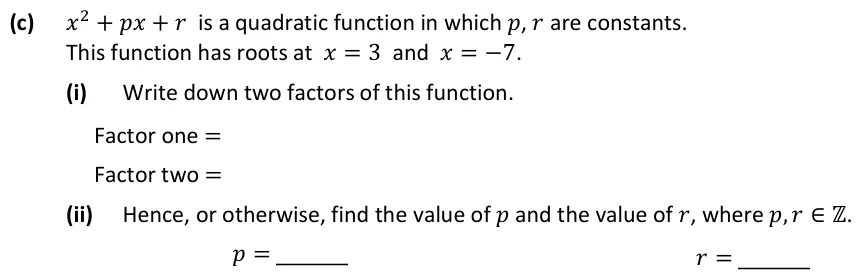 (c) x² + px + r is a quadratic function in which p, r are constants.
This function has roots at x = 3 and x = −7.
(i) Write down two factors of this function.
Factor one =
Factor two =
(ii) Hence, or otherwise, find the value of p and the value of r, where p, r ∈ ℤ.
p = ______ r = ______